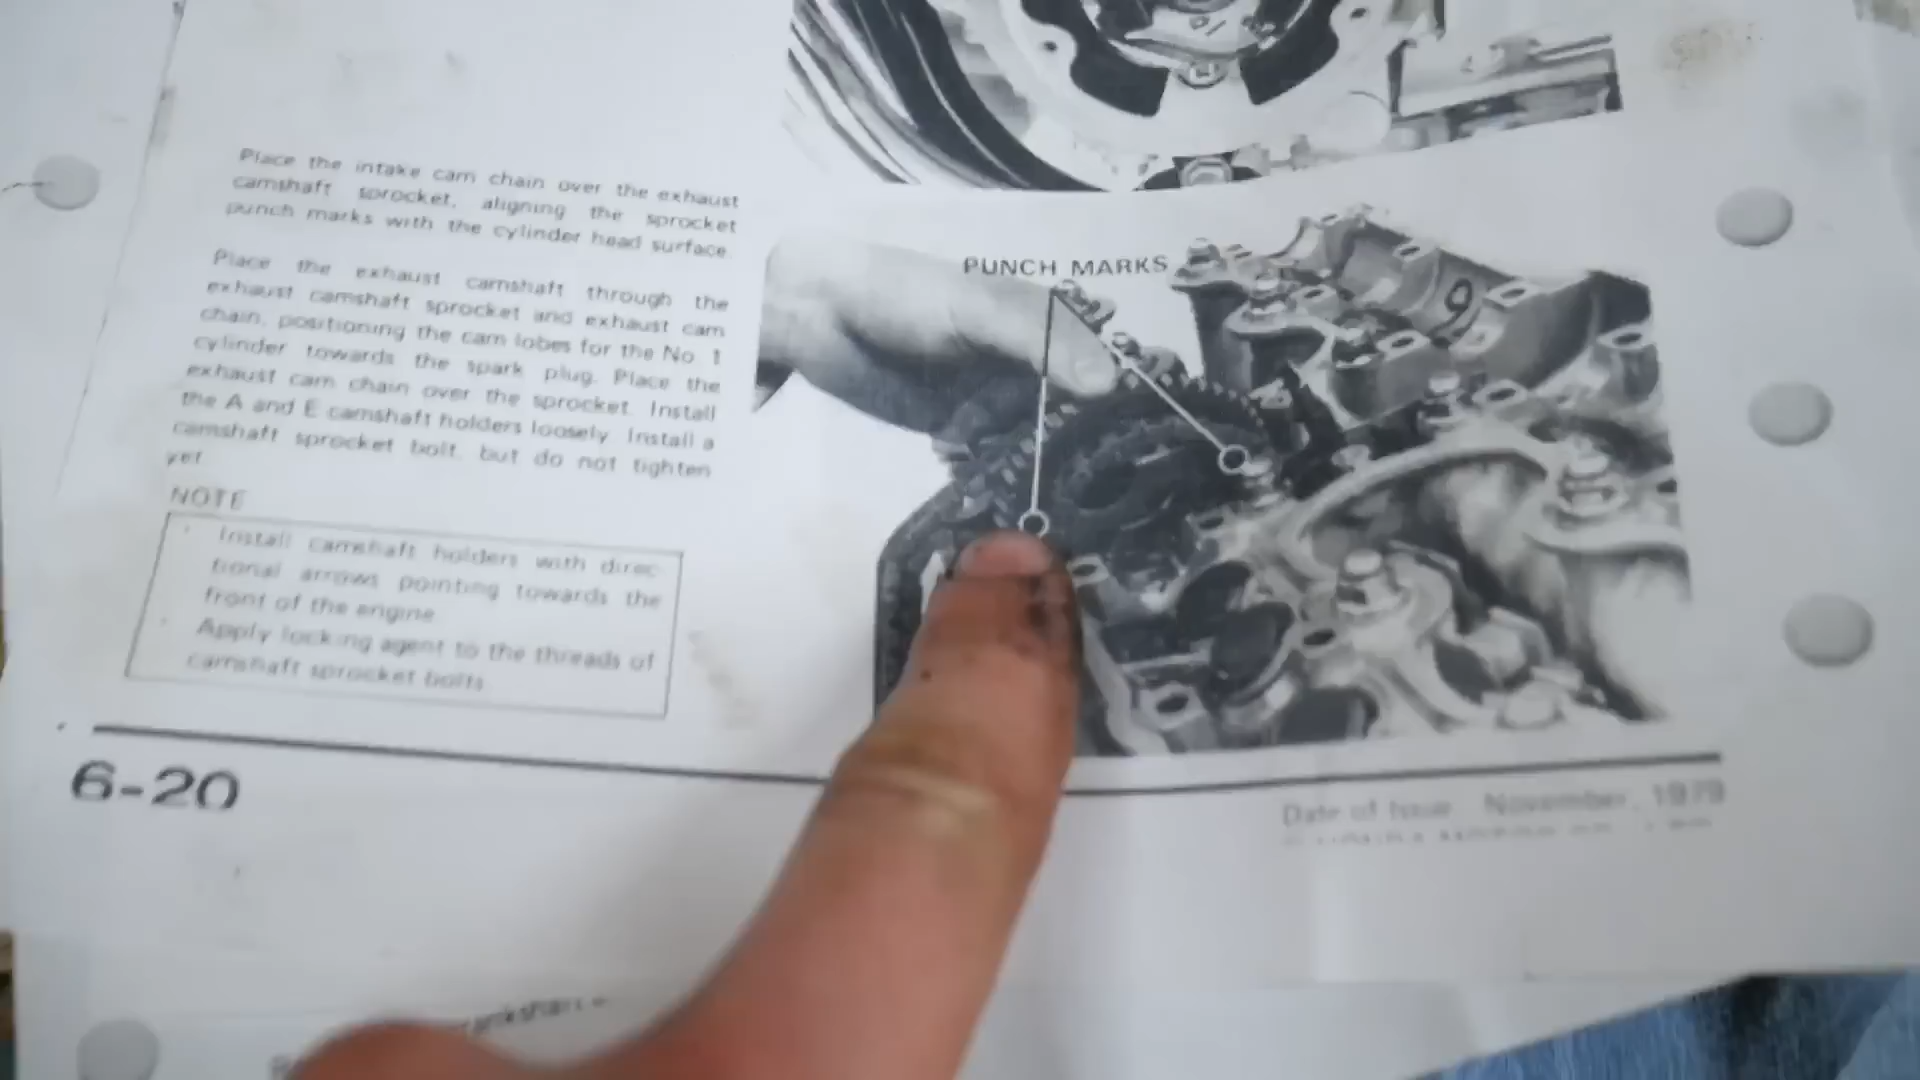 Place the intake cam chain over the exhaust
camshaft sprocket, aligning the sprocket
punch marks with the cylinder head surface.
Place the exhaust camshaft through the
exhaust camshaft sprocket and exhaust cam
chain, positioning the cam lobes for the No. 1
cylinder towards the spark plug. Place the
exhaust cam chain over the sprocket. Install
the A and E camshaft holders loosely. Install a
camshaft sprocket bolt, but do not tighten
yet.
NOTE
• Install camshaft holders with direc-
tional arrows pointing towards the
front of the engine.
• Apply locking agent to the threads of
camshaft sprocket bolts.
PUNCH MARKS
6-20
Date of Issue: November, 1979